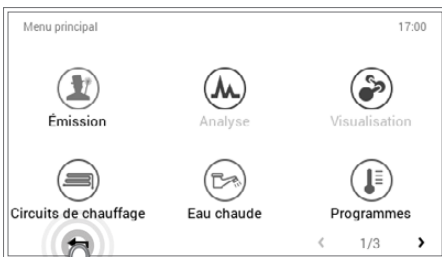 Menu principal 17:00
Émission Analyse Visualisation
Circuits de chauffage Eau chaude Programmes
< 1/3 >